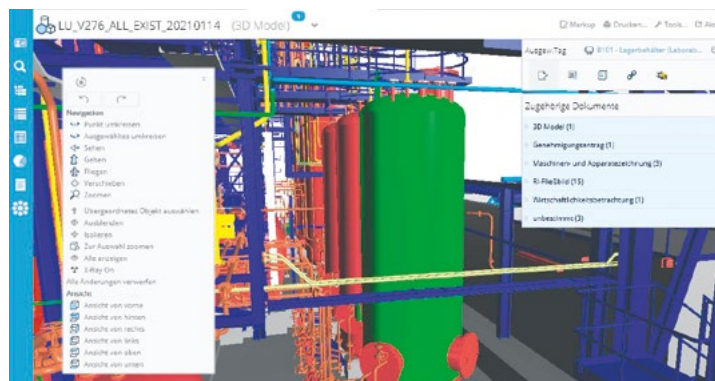 LU_V276_ALL_EXIST_20210114 (3D Model)
Markup Drucken... Tools...
Ausgew.Tag B101 - Lagerbehälter (Laborab...
Navigation
Punkt umkreisen
Ausgewähltes umkreisen
Sehen
Gehen
Fliegen
Verschieben
Zoomen
Übergeordnetes Objekt auswählen
Ausblenden
Isolieren
Zur Auswahl zoomen
Alle anzeigen
X-Ray On
Alle Änderungen verwerfen
Ansicht
Ansicht von vorne
Ansicht von hinten
Ansicht von rechts
Ansicht von links
Ansicht von oben
Ansicht von unten
Zugehörige Dokumente
3D Model (1)
Genehmigungsantrag (1)
Maschinen- und Apparatezeichnung (3)
RI-Fließbild (15)
Wirtschaftlichkeitsbetrachtung (1)
unbestimmt (3)